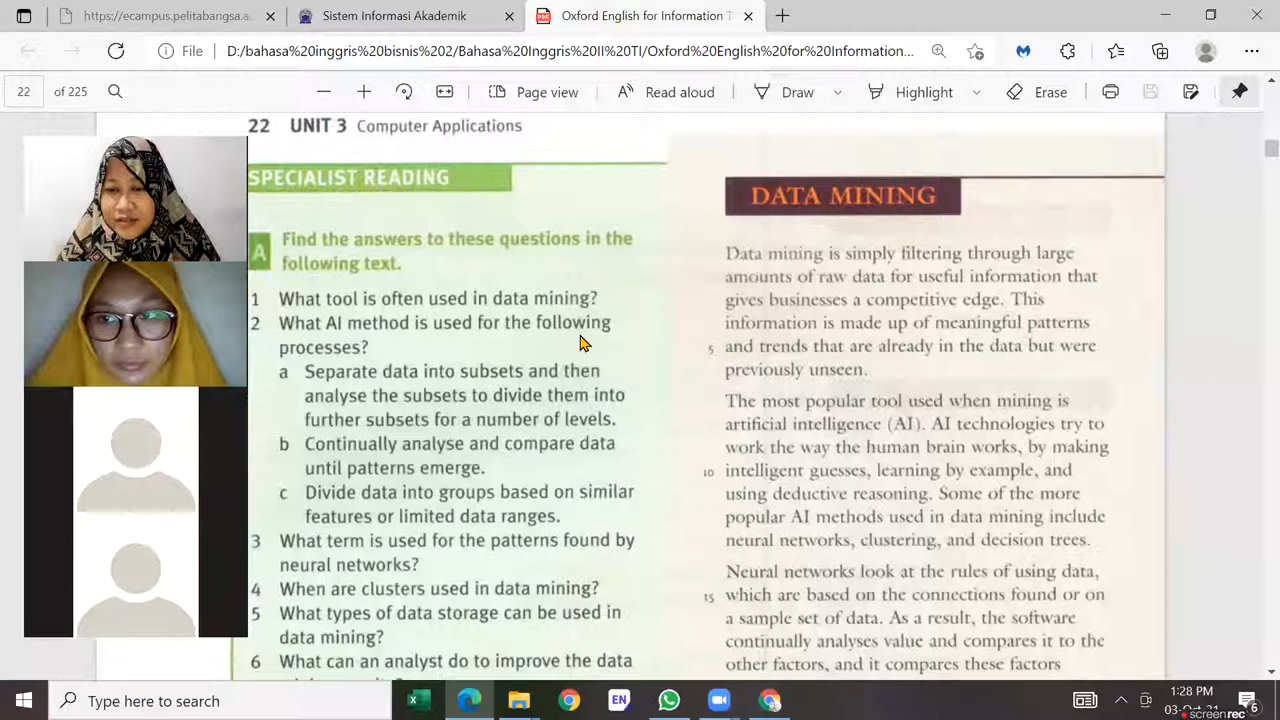 https://ecampus.pelitabangsa.a
Sistem Informasi Akademik
Oxford English for Information T
File
D:/bahasa%20inggris%20bisnis%202/Bahasa%20Inggris%20II%20TI/Oxford%20English%20for%20Information...
22
of 225
Page view
Read aloud
Draw
Highlight
Erase
22 UNIT 3 Computer Applications
SPECIALIST READING
A
Find the answers to these questions in the
following text.
1 What tool is often used in data mining?
2 What AI method is used for the following
processes?
a Separate data into subsets and then
analyse the subsets to divide them into
further subsets for a number of levels.
b Continually analyse and compare data
until patterns emerge.
c Divide data into groups based on similar
features or limited data ranges.
3 What term is used for the patterns found by
neural networks?
4 When are clusters used in data mining?
5 What types of data storage can be used in
data mining?
6 What can an analyst do to improve the data
DATA MINING
Data mining is simply filtering through large
amounts of raw data for useful information that
gives businesses a competitive edge. This
information is made up of meaningful patterns
5 and trends that are already in the data but were
previously unseen.
The most popular tool used when mining is
artificial intelligence (AI). AI technologies try to
work the way the human brain works, by making
10 intelligent guesses, learning by example, and
using deductive reasoning. Some of the more
popular AI methods used in data mining include
neural networks, clustering, and decision trees.
Neural networks look at the rules of using data,
15 which are based on the connections found or on
a sample set of data. As a result, the software
continually analyses value and compares it to the
other factors, and it compares these factors
Type here to search
EN
1:28 PM
6
screenrec